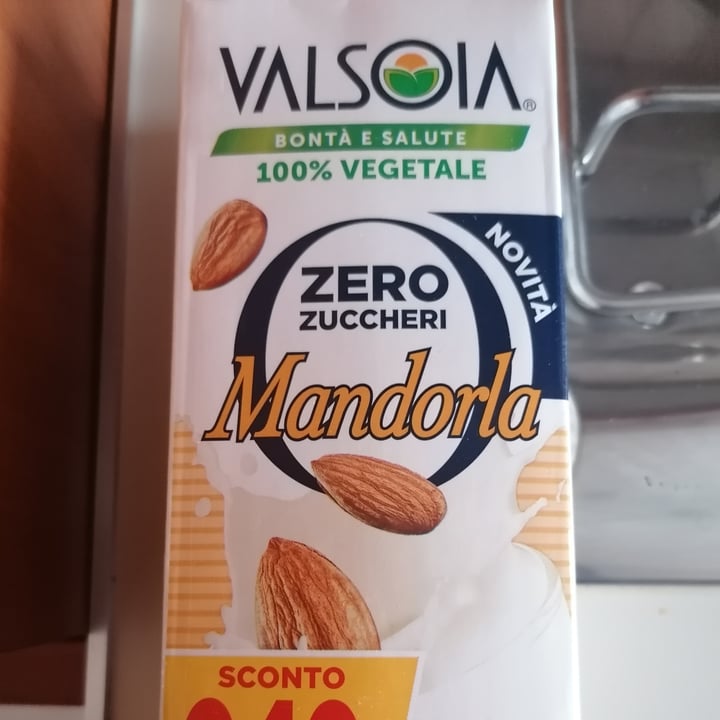 VALSOIA®
BONTÀ E SALUTE
100% VEGETALE
NOVITÀ
ZERO
ZUCCHERI
Mandorla
SCONTO